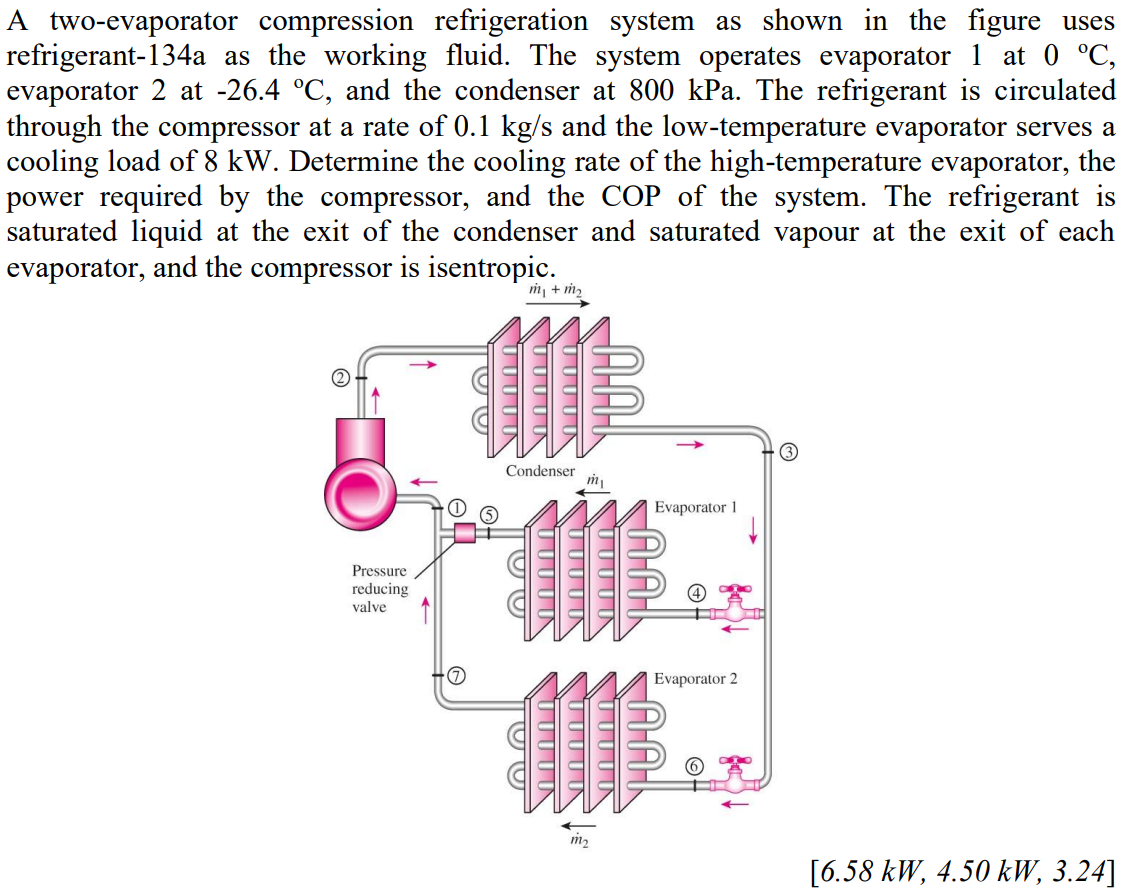 A two-evaporator compression refrigeration system as shown in the figure uses
refrigerant-134a as the working fluid. The system operates evaporator 1 at 0 ºC,
evaporator 2 at -26.4 ºC, and the condenser at 800 kPa. The refrigerant is circulated
through the compressor at a rate of 0.1 kg/s and the low-temperature evaporator serves a
cooling load of 8 kW. Determine the cooling rate of the high-temperature evaporator, the
power required by the compressor, and the COP of the system. The refrigerant is
saturated liquid at the exit of the condenser and saturated vapour at the exit of each
evaporator, and the compressor is isentropic.
ṁ₁ + ṁ₂
②
③
Condenser
ṁ₁
Evaporator 1
①
⑤
Pressure
reducing
valve
④
⑦
Evaporator 2
⑥
ṁ₂
[6.58 kW, 4.50 kW, 3.24]